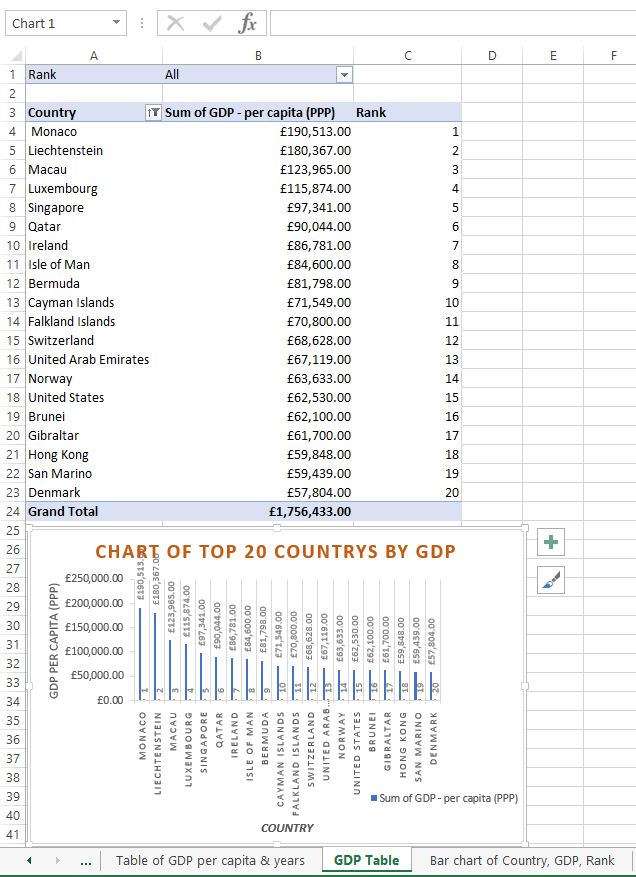 Chart 1
fx
A B C D E F
1 Rank All
2
3 Country Sum of GDP - per capita (PPP) Rank
4 Monaco £190,513.00 1
5 Liechtenstein £180,367.00 2
6 Macau £123,965.00 3
7 Luxembourg £115,874.00 4
8 Singapore £97,341.00 5
9 Qatar £90,044.00 6
10 Ireland £86,781.00 7
11 Isle of Man £84,600.00 8
12 Bermuda £81,798.00 9
13 Cayman Islands £71,549.00 10
14 Falkland Islands £70,800.00 11
15 Switzerland £68,628.00 12
16 United Arab Emirates £67,119.00 13
17 Norway £63,633.00 14
18 United States £62,530.00 15
19 Brunei £62,100.00 16
20 Gibraltar £61,700.00 17
21 Hong Kong £59,848.00 18
22 San Marino £59,439.00 19
23 Denmark £57,804.00 20
24 Grand Total £1,756,433.00
25
26
27
28
29
30
31
32
33
34
35
36
37
38
39
40
41
CHART OF TOP 20 COUNTRYS BY GDP
GDP PER CAPITA (PPP)
£250,000.00
£200,000.00
£150,000.00
£100,000.00
£50,000.00
£0.00
£190,513.00 £180,367.00 £123,965.00 £115,874.00 £97,341.00 £90,044.00 £86,781.00 £84,600.00 £81,798.00 £71,549.00 £70,800.00 £68,628.00 £67,119.00 £63,633.00 £62,530.00 £62,100.00 £61,700.00 £59,848.00 £59,439.00 £57,804.00
1 2 3 4 5 6 7 8 9 10 11 12 13 14 15 16 17 18 19 20
MONACO
LIECHTENSTEIN
MACAU
LUXEMBOURG
SINGAPORE
QATAR
IRELAND
ISLE OF MAN
BERMUDA
CAYMAN ISLANDS
FALKLAND ISLANDS
SWITZERLAND
UNITED ARAB…
NORWAY
UNITED STATES
BRUNEI
GIBRALTAR
HONG KONG
SAN MARINO
DENMARK
Sum of GDP - per capita (PPP)
COUNTRY
... Table of GDP per capita & years GDP Table Bar chart of Country, GDP, Rank